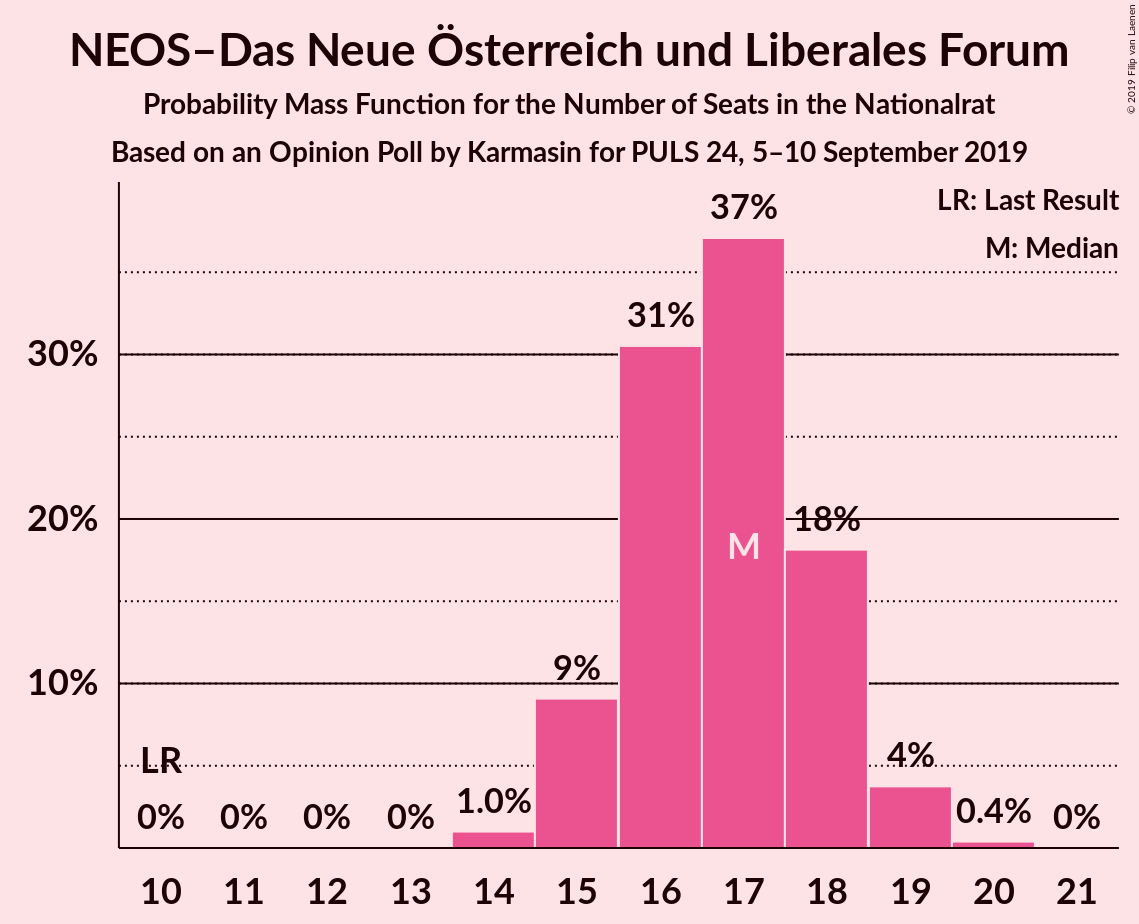 NEOS–Das Neue Österreich und Liberales Forum
Probability Mass Function for the Number of Seats in the Nationalrat
Based on an Opinion Poll by Karmasin for PULS 24, 5–10 September 2019
© 2019 Filip van Laenen
LR: Last Result
M: Median
37%
31%
30%
20%
18%
M
10%
9%
LR
4%
0%
0%
0%
0%
1.0%
0.4%
0%
10 11 12 13 14 15 16 17 18 19 20 21